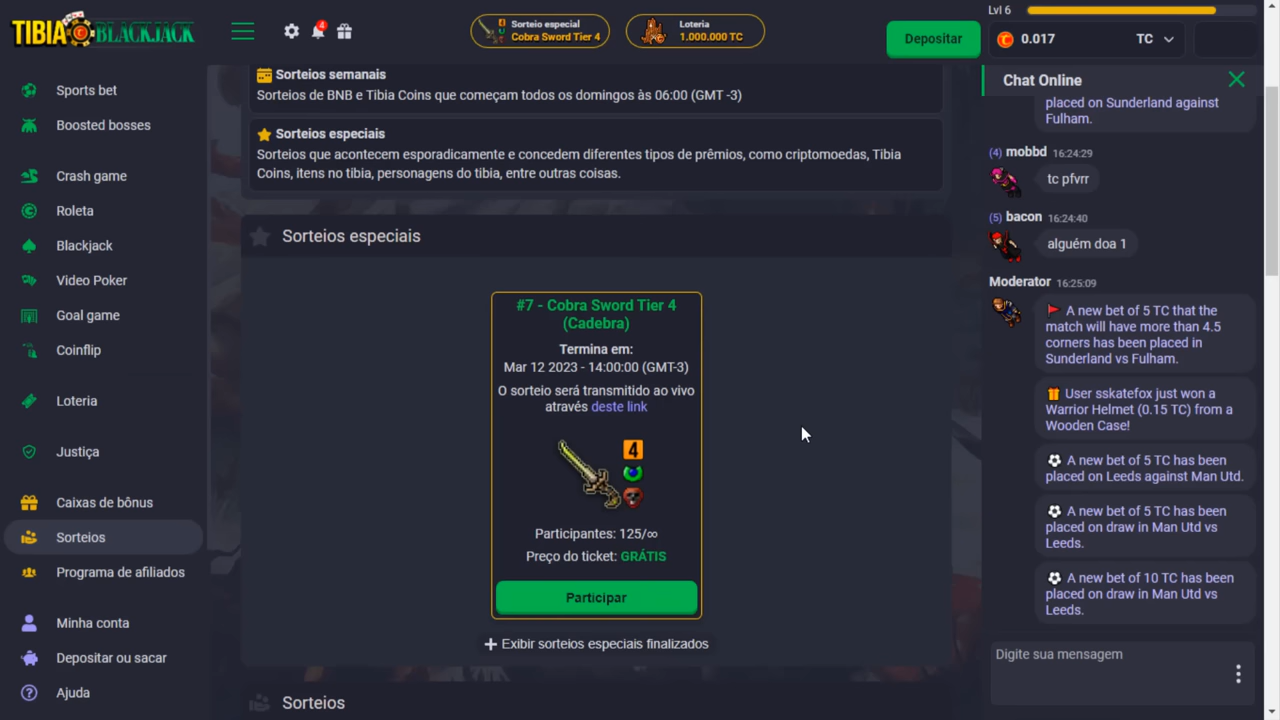 TIBIA BLACKJACK
4
Sorteio especial
Cobra Sword Tier 4
Loteria
1.000.000 TC
Depositar
Lvl 6
0.017
TC
Sports bet
Boosted bosses
Crash game
Roleta
Blackjack
Video Poker
Goal game
Coinflip
Loteria
Justiça
Caixas de bônus
Sorteios
Programa de afiliados
Minha conta
Depositar ou sacar
Ajuda
Sorteios semanais
Sorteios de BNB e Tibia Coins que começam todos os domingos às 06:00 (GMT -3)
Sorteios especiais
Sorteios que acontecem esporadicamente e concedem diferentes tipos de prêmios, como criptomoedas, Tibia
Coins, itens no tibia, personagens do tibia, entre outras coisas.
Sorteios especiais
#7 - Cobra Sword Tier 4
(Cadebra)
Termina em:
Mar 12 2023 - 14:00:00 (GMT-3)
O sorteio será transmitido ao vivo
através deste link
4
Participantes: 125/∞
Preço do ticket: GRÁTIS
Participar
+ Exibir sorteios especiais finalizados
Sorteios
Chat Online
placed on Sunderland against
Fulham.
(4) mobbd 16:24:29
tc pfvrr
(5) bacon 16:24:40
alguém doa 1
Moderator 16:25:09
A new bet of 5 TC that the
match will have more than 4.5
corners has been placed in
Sunderland vs Fulham.
User sskatefox just won a
Warrior Helmet (0.15 TC) from a
Wooden Case!
A new bet of 5 TC has been
placed on Leeds against Man Utd.
A new bet of 5 TC has been
placed on draw in Man Utd vs
Leeds.
A new bet of 10 TC has been
placed on draw in Man Utd vs
Leeds.
Digite sua mensagem